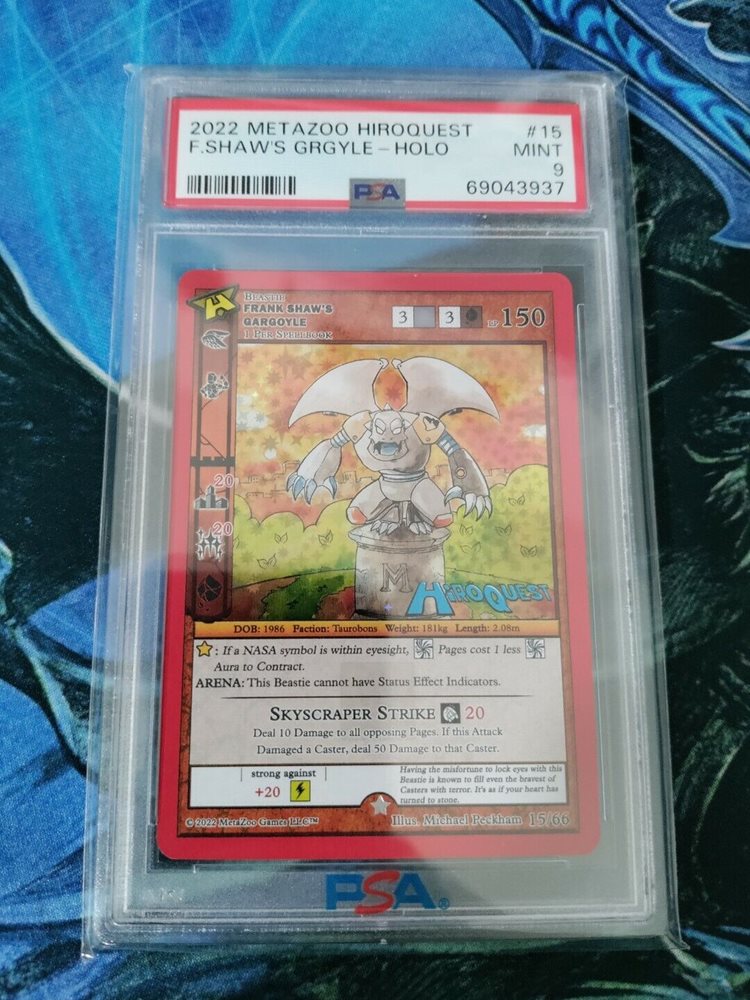 2022 METAZOO HIROQUEST #15
F.SHAW'S GRGYLE - HOLO MINT
9
PSA 69043937
BEASTIE
FRANK SHAW'S
GARGOYLE
1 PER SPELLBOOK
3 3 LP 150
20
20
M
HIROQUEST
DOB: 1986 Faction: Taurobons Weight: 181kg Length: 2.08m
: If a NASA symbol is within eyesight, Pages cost 1 less
Aura to Contract.
ARENA: This Beastie cannot have Status Effect Indicators.
SKYSCRAPER STRIKE 20
Deal 10 Damage to all opposing Pages. If this Attack
Damaged a Caster, deal 50 Damage to that Caster.
strong against
+20
Having the misfortune to lock eyes with this
Beastie is known to fill even the bravest of
Casters with terror. It's as if your heart has
turned to stone.
© 2022 MetaZoo Games LLC™ Illus. Michael Peckham 15/66
PSA®